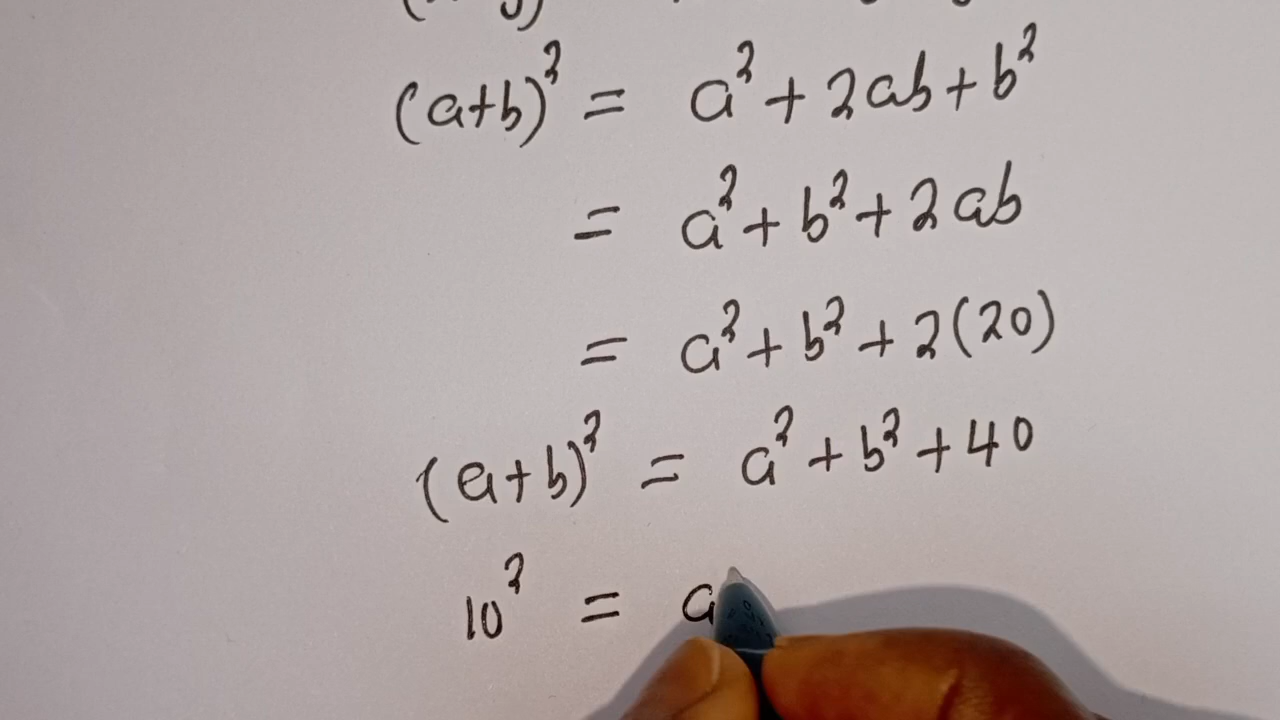 (a+b)² = a² + 2ab + b²
= a² + b² + 2ab
= a² + b² + 2(20)
(a+b)² = a² + b² + 40
10² = a